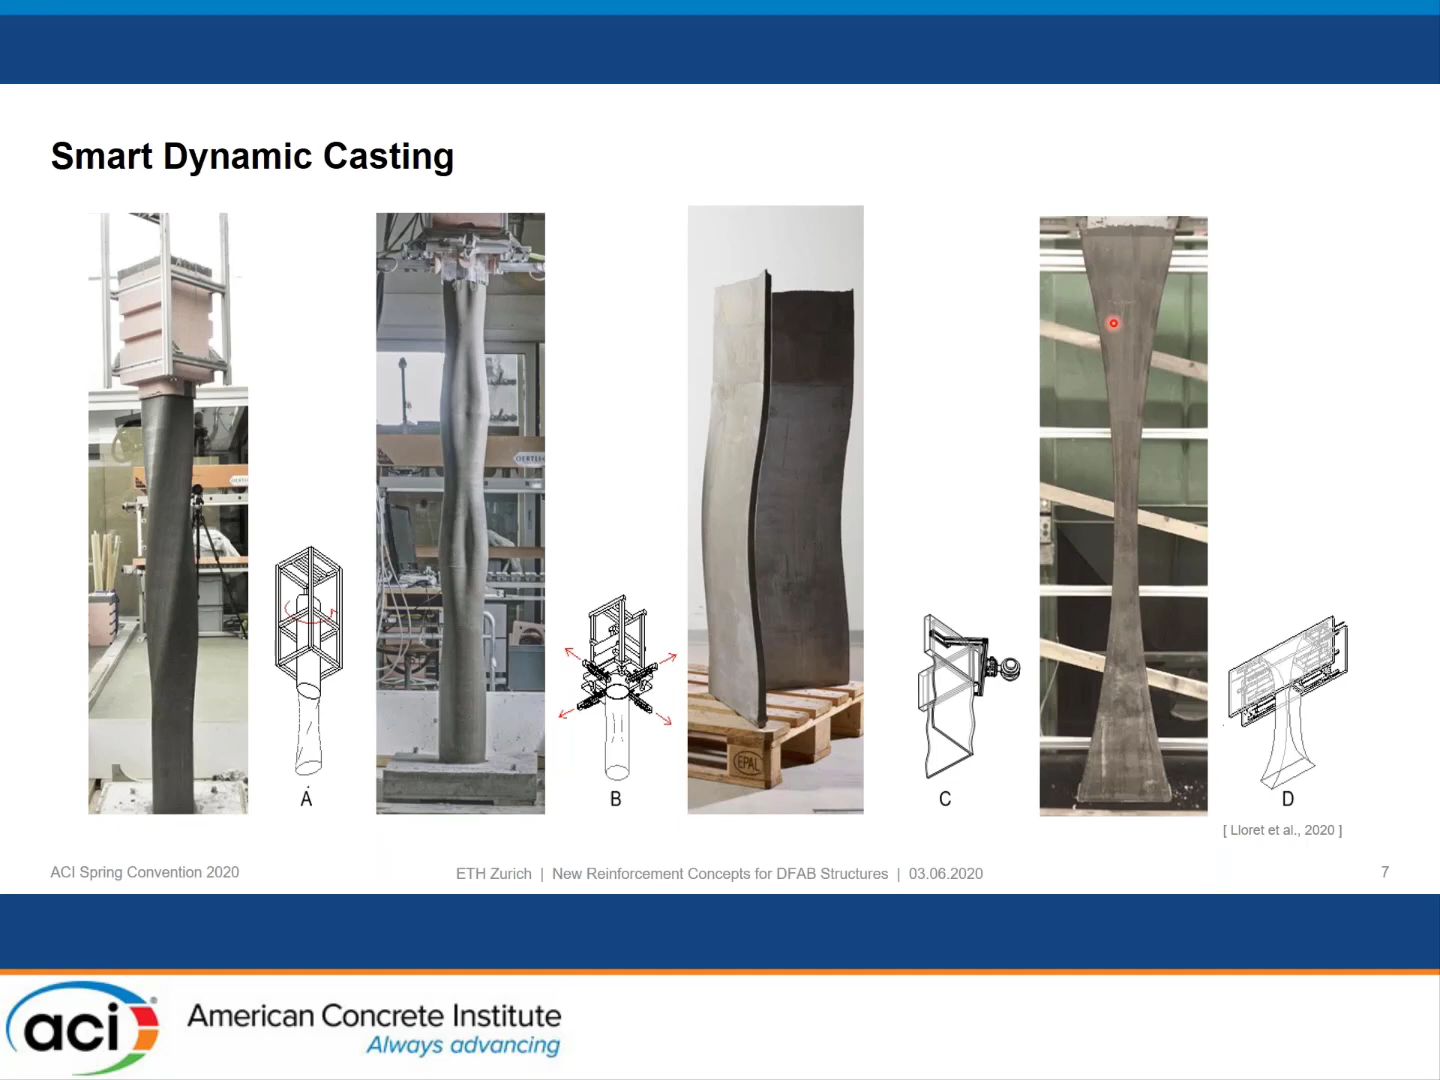 Smart Dynamic Casting
OERTLI
EPAL
A
B
C
D
[ Lloret et al., 2020 ]
ACI Spring Convention 2020
ETH Zurich | New Reinforcement Concepts for DFAB Structures | 03.06.2020
7
aci
®
American Concrete Institute
Always advancing